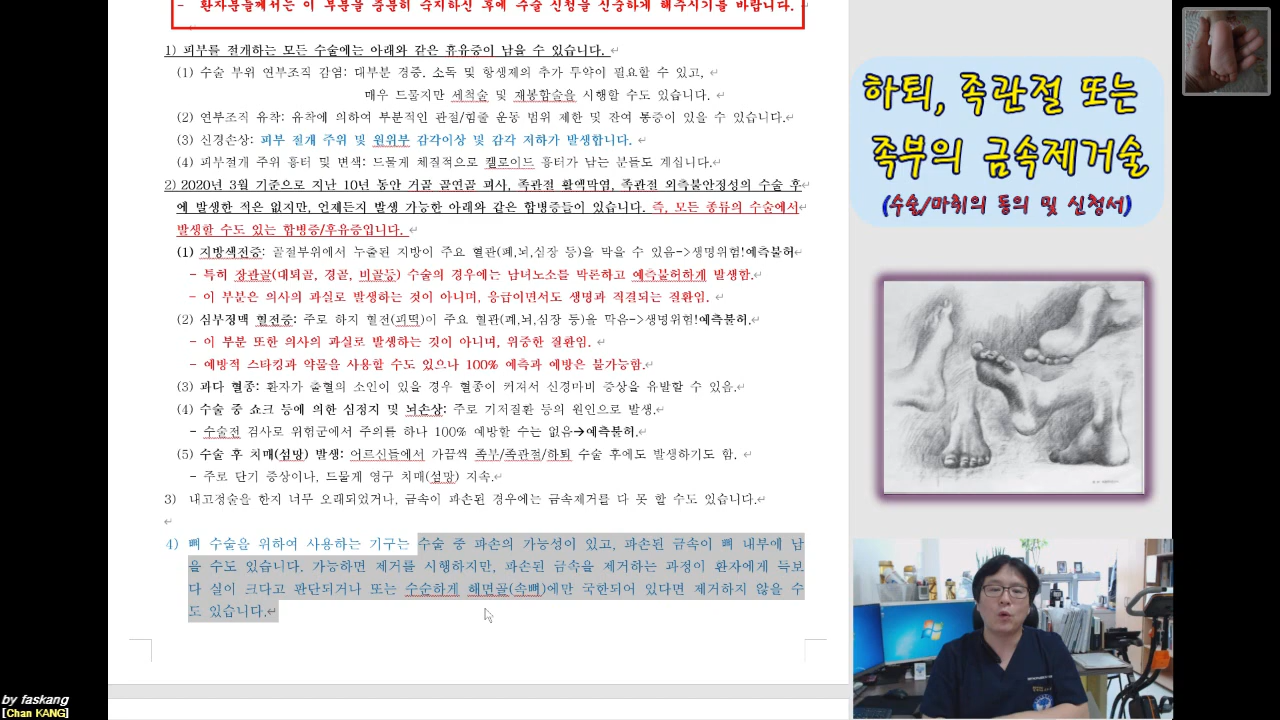 - 환자분들께서는 이 부분을 충분히 숙지하신 후에 수술 신청을 신중하게 해주시기를 바랍니다.
1) 피부를 절개하는 모든 수술에는 아래와 같은 휴유증이 남을 수 있습니다.
(1) 수술 부위 연부조직 감염: 대부분 경증. 소독 및 항생제의 추가 투약이 필요할 수 있고,
매우 드물지만 세척술 및 재봉합술을 시행할 수도 있습니다.
(2) 연부조직 유착: 유착에 의하여 부분적인 관절/힘줄 운동 범위 제한 및 잔여 통증이 있을 수 있습니다.
(3) 신경손상: 피부 절개 주위 및 원위부 감각이상 및 감각 저하가 발생합니다.
(4) 피부절개 주위 흉터 및 변색: 드물게 체질적으로 켈로이드 흉터가 남는 분들도 계십니다.
2) 2020년 3월 기준으로 지난 10년 동안 거골 골연골 괴사, 족관절 활액막염, 족관절 외측불안정성의 수술 후
에 발생한 적은 없지만, 언제든지 발생 가능한 아래와 같은 합병증들이 있습니다. 즉, 모든 종류의 수술에서
발생할 수도 있는 합병증/후유증입니다.
(1) 지방색전증: 골절부위에서 누출된 지방이 주요 혈관(폐,뇌,심장 등)을 막을 수 있음->생명위험!예측불허
- 특히 장관골(대퇴골, 경골, 비골등) 수술의 경우에는 남녀노소를 막론하고 예측불허하게 발생함.
- 이 부분은 의사의 과실로 발생하는 것이 아니며, 응급이면서도 생명과 직결되는 질환임.
(2) 심부정맥 혈전증: 주로 하지 혈전(피떡)이 주요 혈관(폐,뇌,심장 등)을 막음->생명위험!예측불허.
- 이 부분 또한 의사의 과실로 발생하는 것이 아니며, 위중한 질환임.
- 예방적 스타킹과 약물을 사용할 수도 있으나 100% 예측과 예방은 불가능함.
(3) 과다 혈종: 환자가 출혈의 소인이 있을 경우 혈종이 커져서 신경마비 증상을 유발할 수 있음.
(4) 수술 중 쇼크 등에 의한 심정지 및 뇌손상: 주로 기저질환 등의 원인으로 발생.
- 수술전 검사로 위험군에서 주의를 하나 100% 예방할 수는 없음→예측불허.
(5) 수술 후 치매(섬망) 발생: 어르신들에서 가끔씩 족부/족관절/하퇴 수술 후에도 발생하기도 함.
- 주로 단기 증상이나, 드물게 영구 치매(섬망) 지속.
3) 내고정술을 한지 너무 오래되었거나, 금속이 파손된 경우에는 금속제거를 다 못 할 수도 있습니다.
4) 뼈 수술을 위하여 사용하는 기구는 수술 중 파손의 가능성이 있고, 파손된 금속이 뼈 내부에 남
을 수도 있습니다. 가능하면 제거를 시행하지만, 파손된 금속을 제거하는 과정이 환자에게 득보
다 실이 크다고 판단되거나 또는 순순하게 해면골(속뼈)에만 국한되어 있다면 제거하지 않을 수
도 있습니다.
하퇴, 족관절 또는
족부의 금속제거술
(수술/마취의 동의 및 신청서)
by faskang
[Chan KANG]